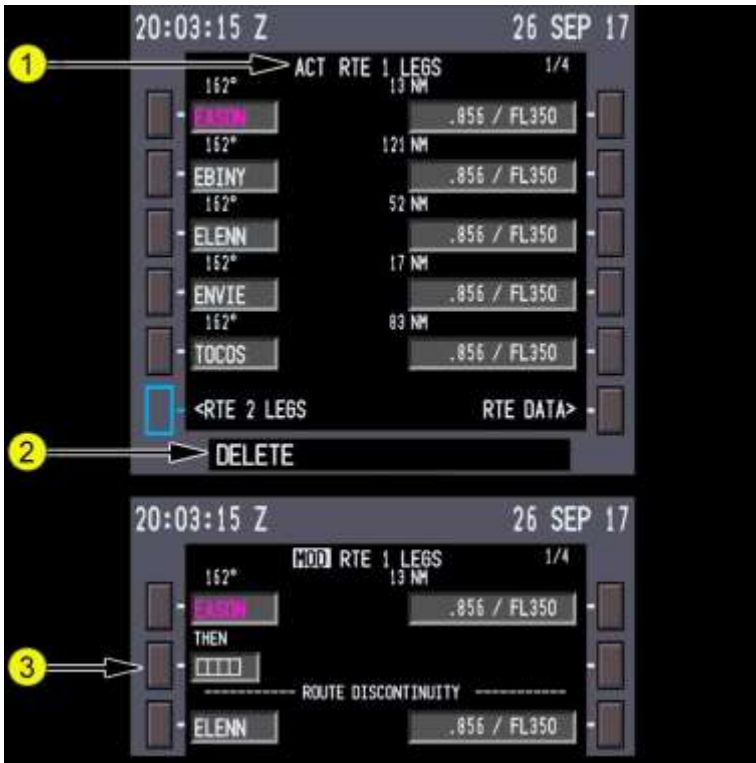 20:03:15 Z 26 SEP 17
1 ACT RTE 1 LEGS 1/4
162° 13 NM
EASON .856 / FL350
162° 121 NM
EBINY .856 / FL350
162° 52 NM
ELENN .856 / FL350
162° 17 NM
ENVIE .856 / FL350
162° 83 NM
TOCOS .856 / FL350
<RTE 2 LEGS RTE DATA>
2 DELETE
20:03:15 Z 26 SEP 17
MOD RTE 1 LEGS 1/4
162° 13 NM
EASON .856 / FL350
THEN
3 □□□□
------------ ROUTE DISCONTINUITY ----------
ELENN .856 / FL350